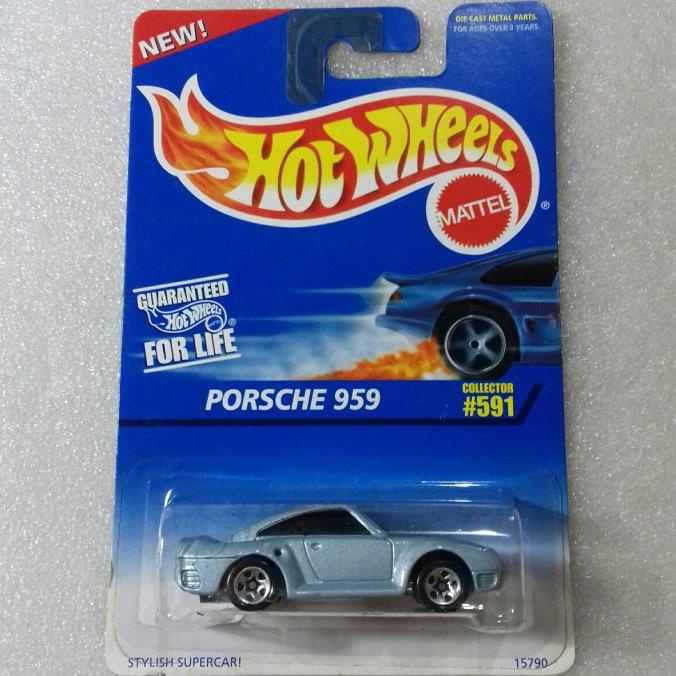 NEW!
DIE CAST METAL PARTS.
FOR AGES OVER 3 YEARS.
HOT WHEELS
MATTEL
®
GUARANTEED
Hot Wheels
®
FOR LIFE
PORSCHE 959
COLLECTOR
#591
STYLISH SUPERCAR!
15790